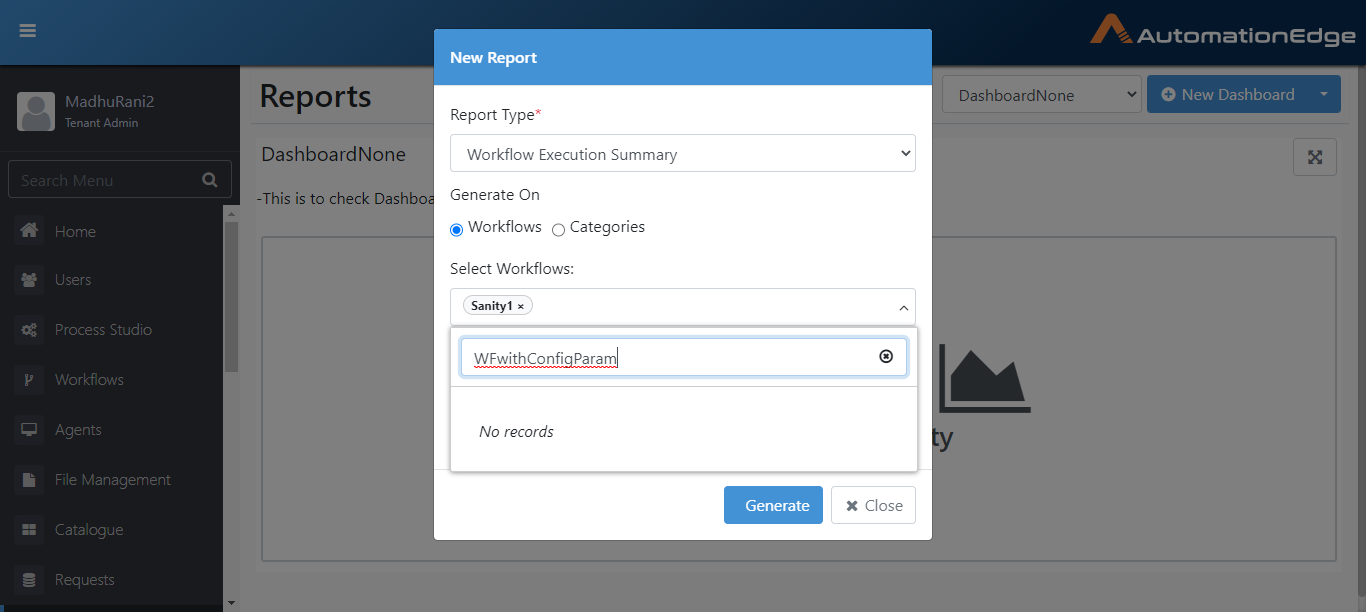 AutomationEdge
MadhuRani2
Tenant Admin
Search Menu
Home
Users
Process Studio
Workflows
Agents
File Management
Catalogue
Requests
Reports
DashboardNone
New Dashboard
DashboardNone
-This is to check Dashboa
ty
New Report
Report Type*
Workflow Execution Summary
Generate On
Workflows Categories
Select Workflows:
Sanity1 ×
WFwithConfigParam
No records
Generate
Close